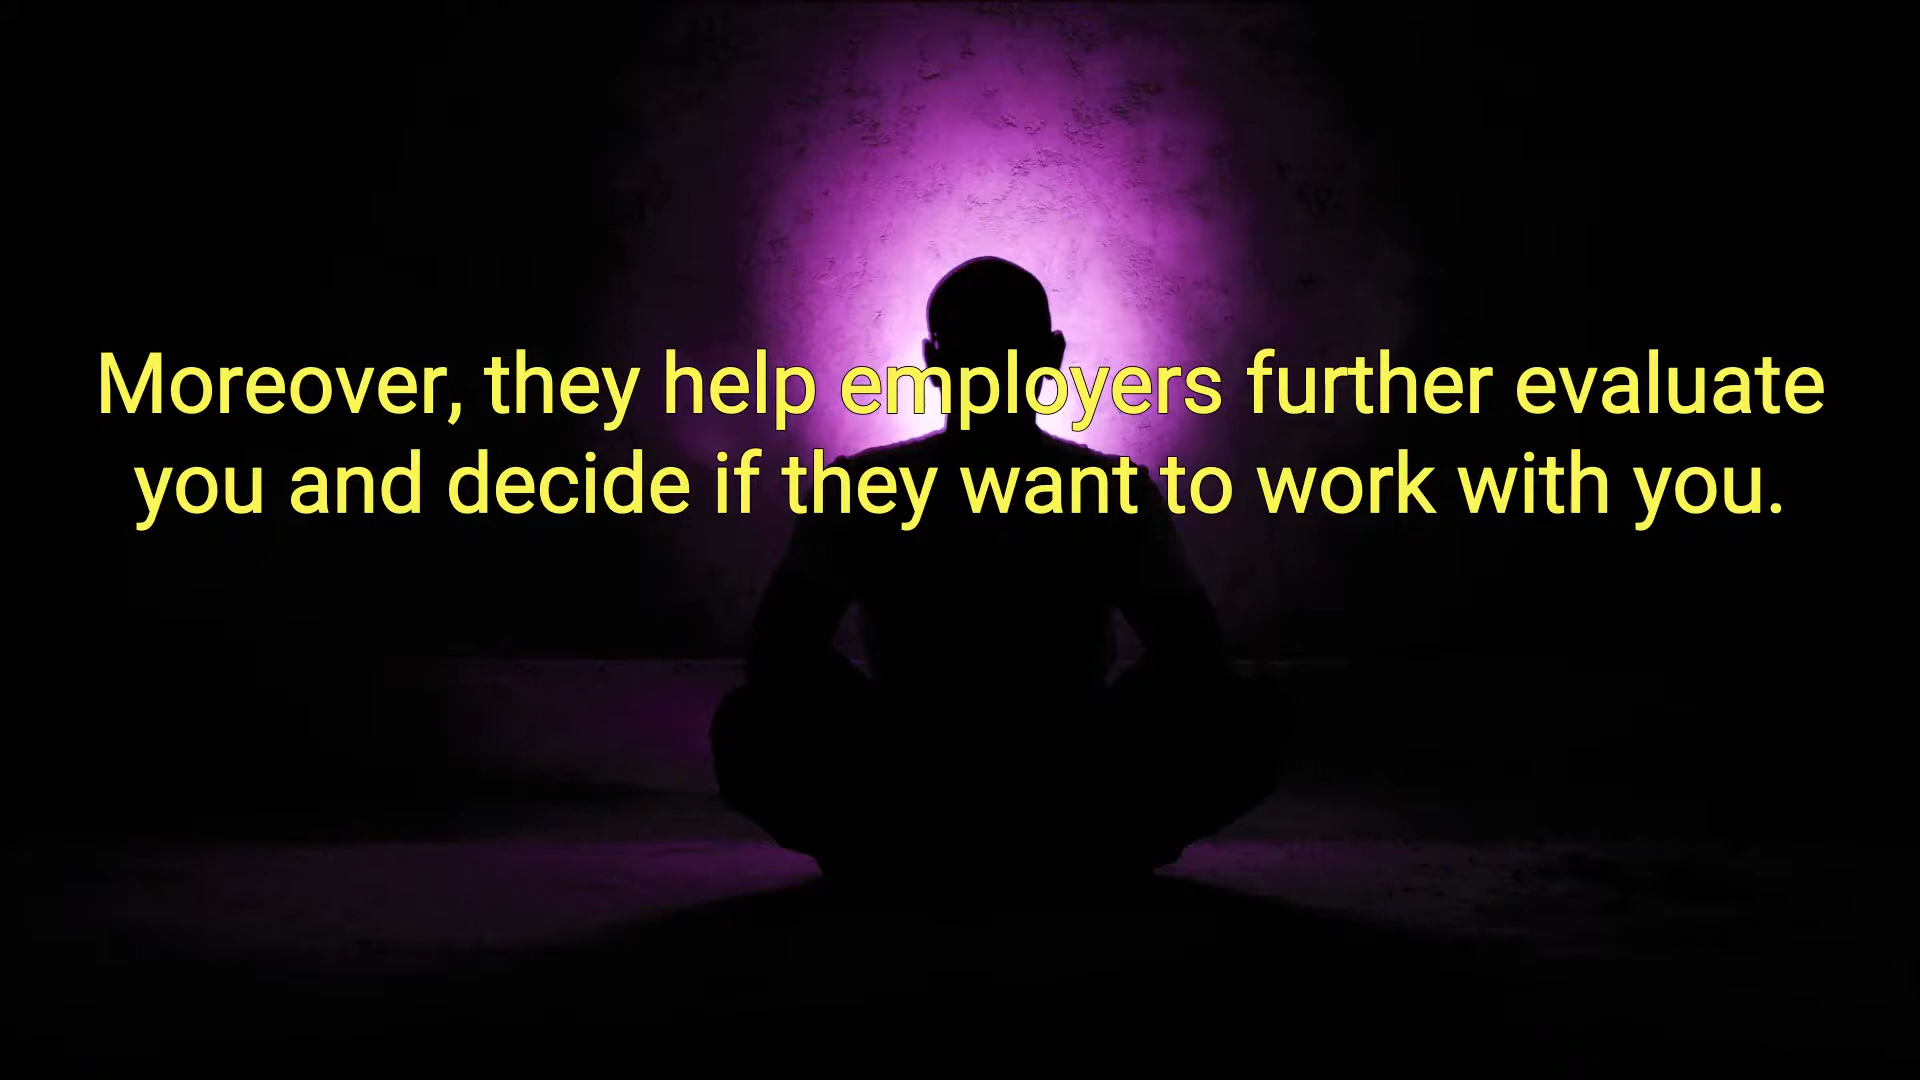 Moreover, they help employers further evaluate
you and decide if they want to work with you.